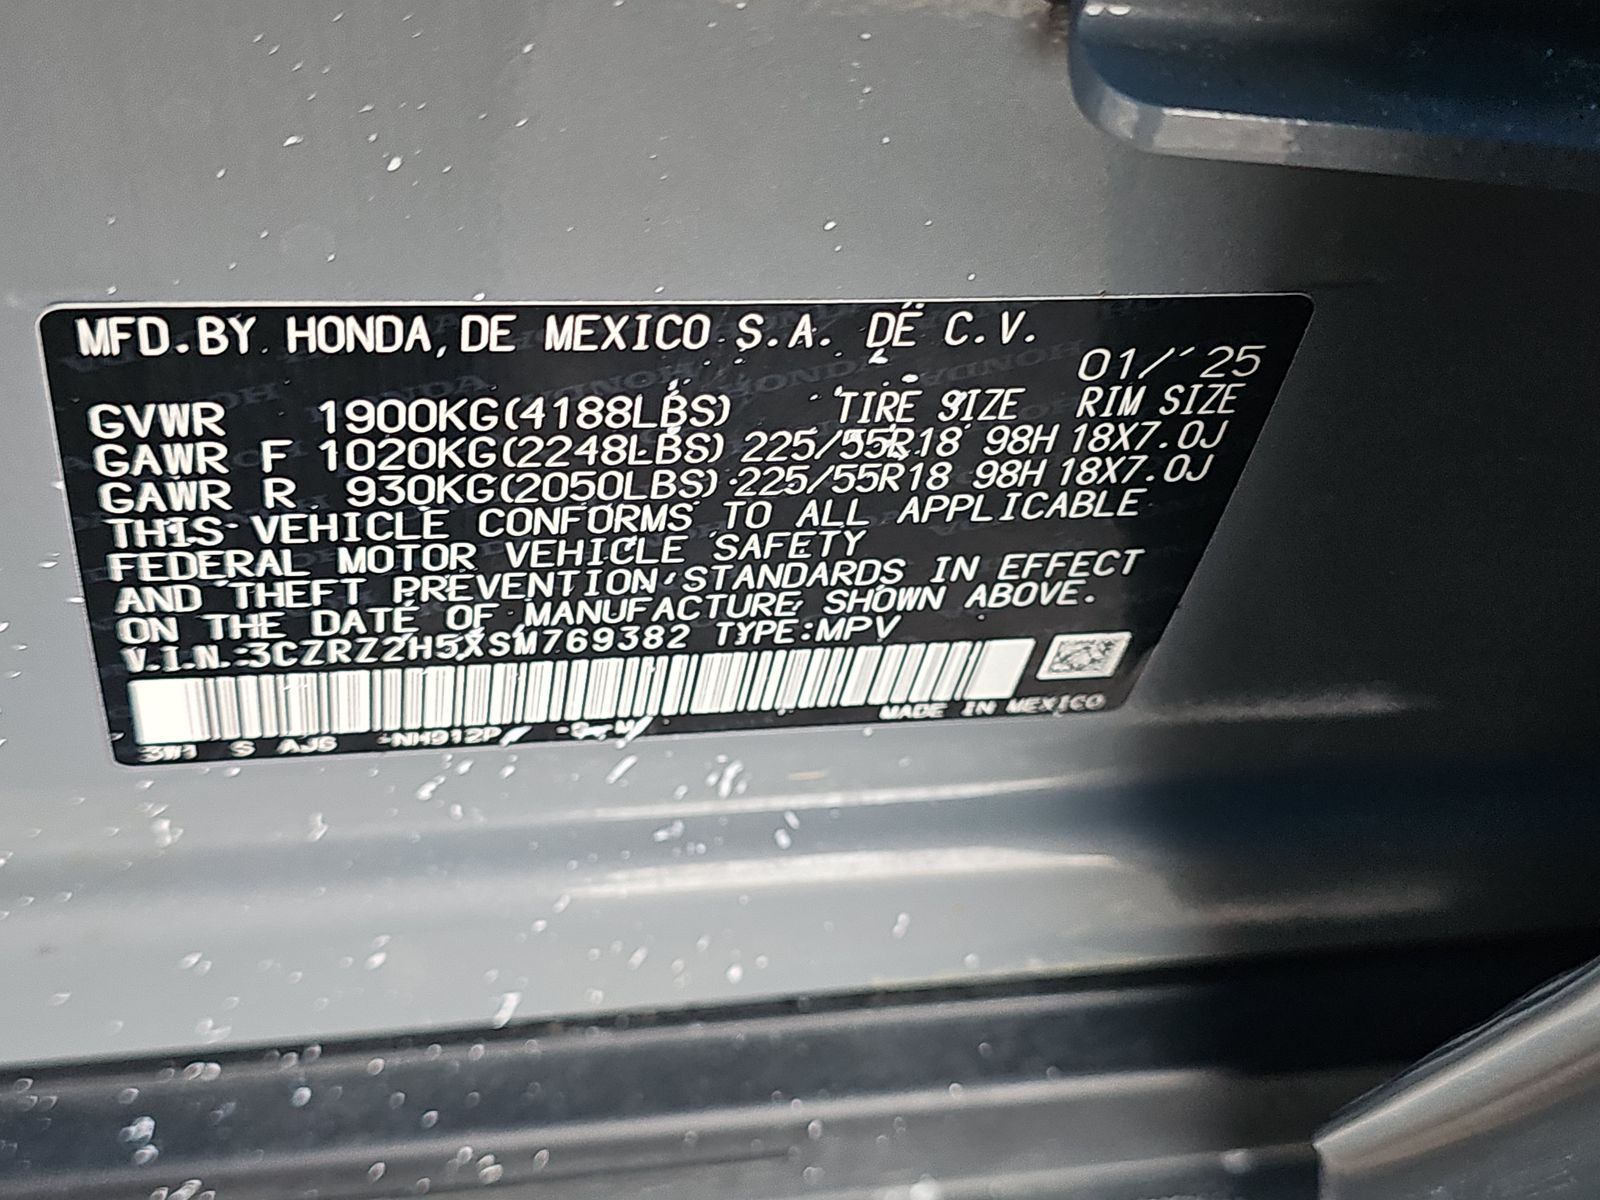 MFD.BY HONDA DE MEXICO S.A. DE C.V.
01/'25
GVWR 1900KG(4188LBS) TIRE SIZE RIM SIZE
GAWR F 1020KG(2248LBS) 225/55R18 98H 18X7.0J
GAWR R 930KG(2050LBS) 225/55R18 98H 18X7.0J
THIS VEHICLE CONFORMS TO ALL APPLICABLE
FEDERAL MOTOR VEHICLE SAFETY
AND THEFT PREVENTION STANDARDS IN EFFECT
ON THE DATE OF MANUFACTURE SHOWN ABOVE.
V.I.N.:3CZRZ2H5XSM769382 TYPE:MPV
MADE IN MEXICO
3W1 S AJG NH912P